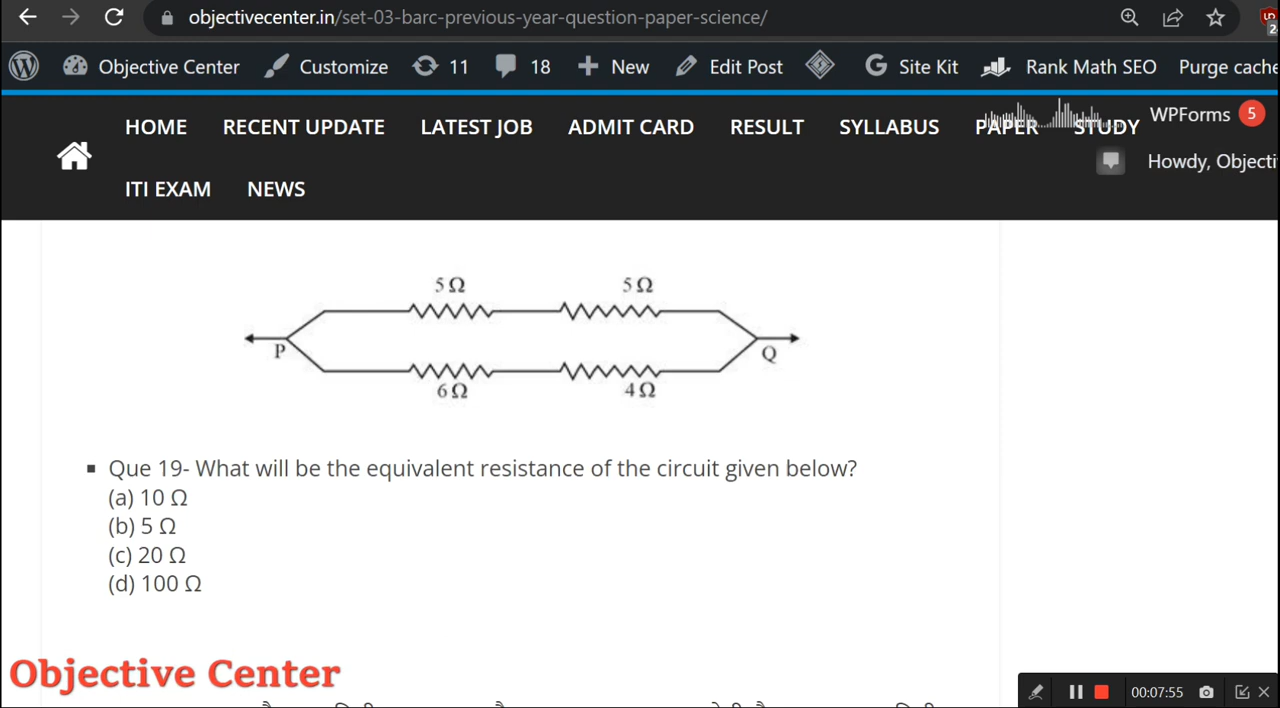 objectivecenter.in/set-03-barc-previous-year-question-paper-science/
Objective Center Customize 11 18 New Edit Post G Site Kit Rank Math SEO Purge cache
HOME RECENT UPDATE LATEST JOB ADMIT CARD RESULT SYLLABUS PAPER STUDY WPForms 5
Howdy, Objecti
ITI EXAM NEWS
5 Ω 5 Ω
P Q
6 Ω 4 Ω
▪ Que 19- What will be the equivalent resistance of the circuit given below?
(a) 10 Ω
(b) 5 Ω
(c) 20 Ω
(d) 100 Ω
Objective Center
00:07:55